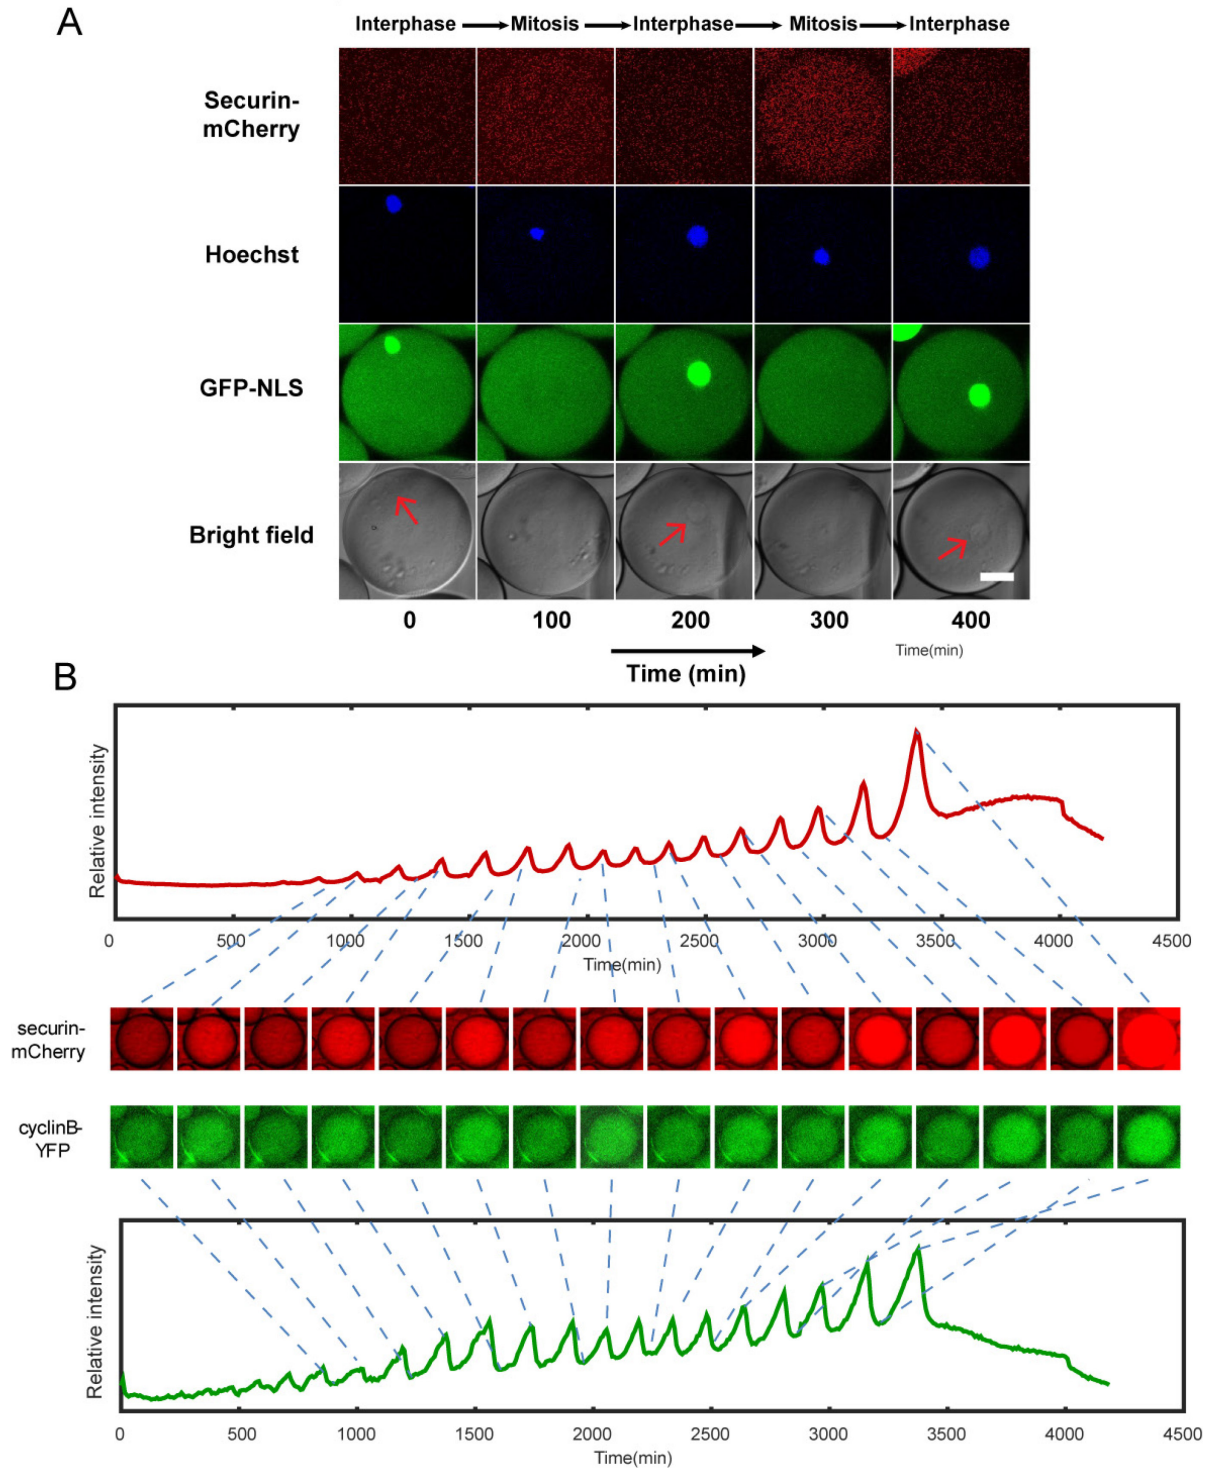 A
Interphase Mitosis Interphase Mitosis Interphase
Securin-
mCherry
Hoechst
GFP-NLS
Bright field
0 100 200 300 400
Time(min)
Time (min)
B
Relative intensity
0 500 1000 1500 2000 2500 3000 3500 4000 4500
Time(min)
securin-
mCherry
cyclinB-
YFP
Relative intensity
0 500 1000 1500 2000 2500 3000 3500 4000 4500
Time(min)